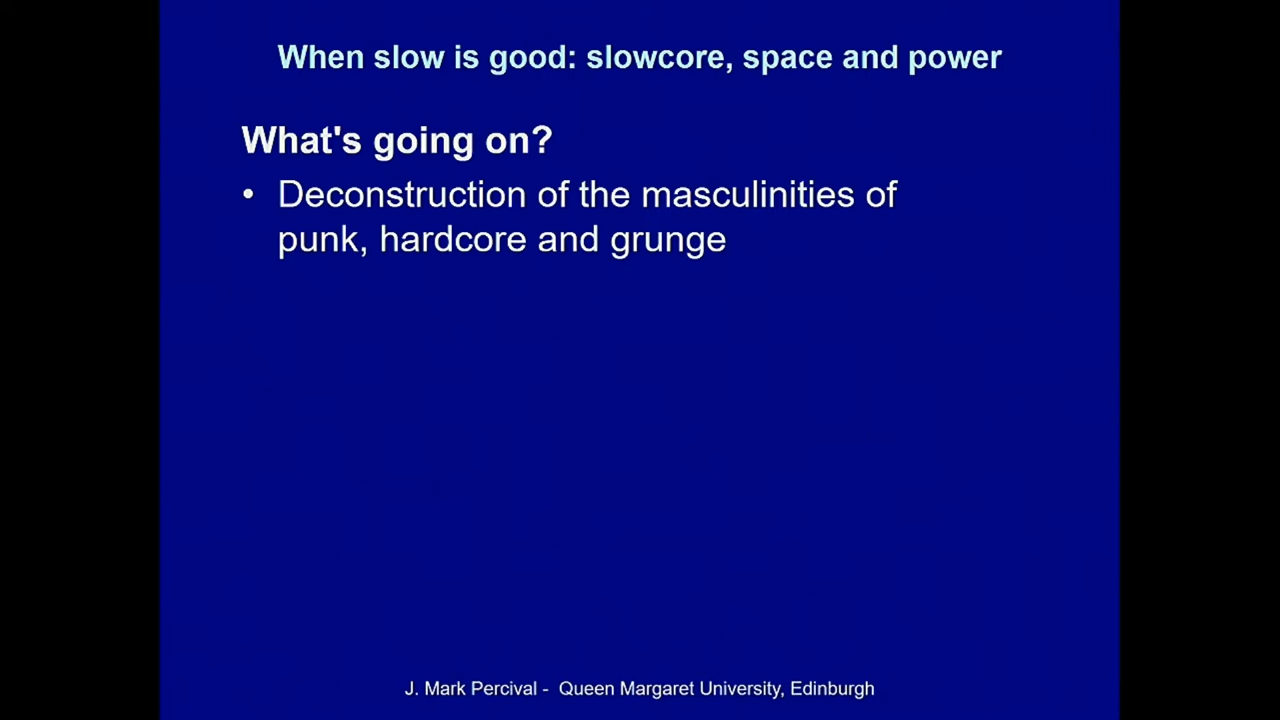 When slow is good: slowcore, space and power
What's going on?
• Deconstruction of the masculinities of
punk, hardcore and grunge
J. Mark Percival - Queen Margaret University, Edinburgh